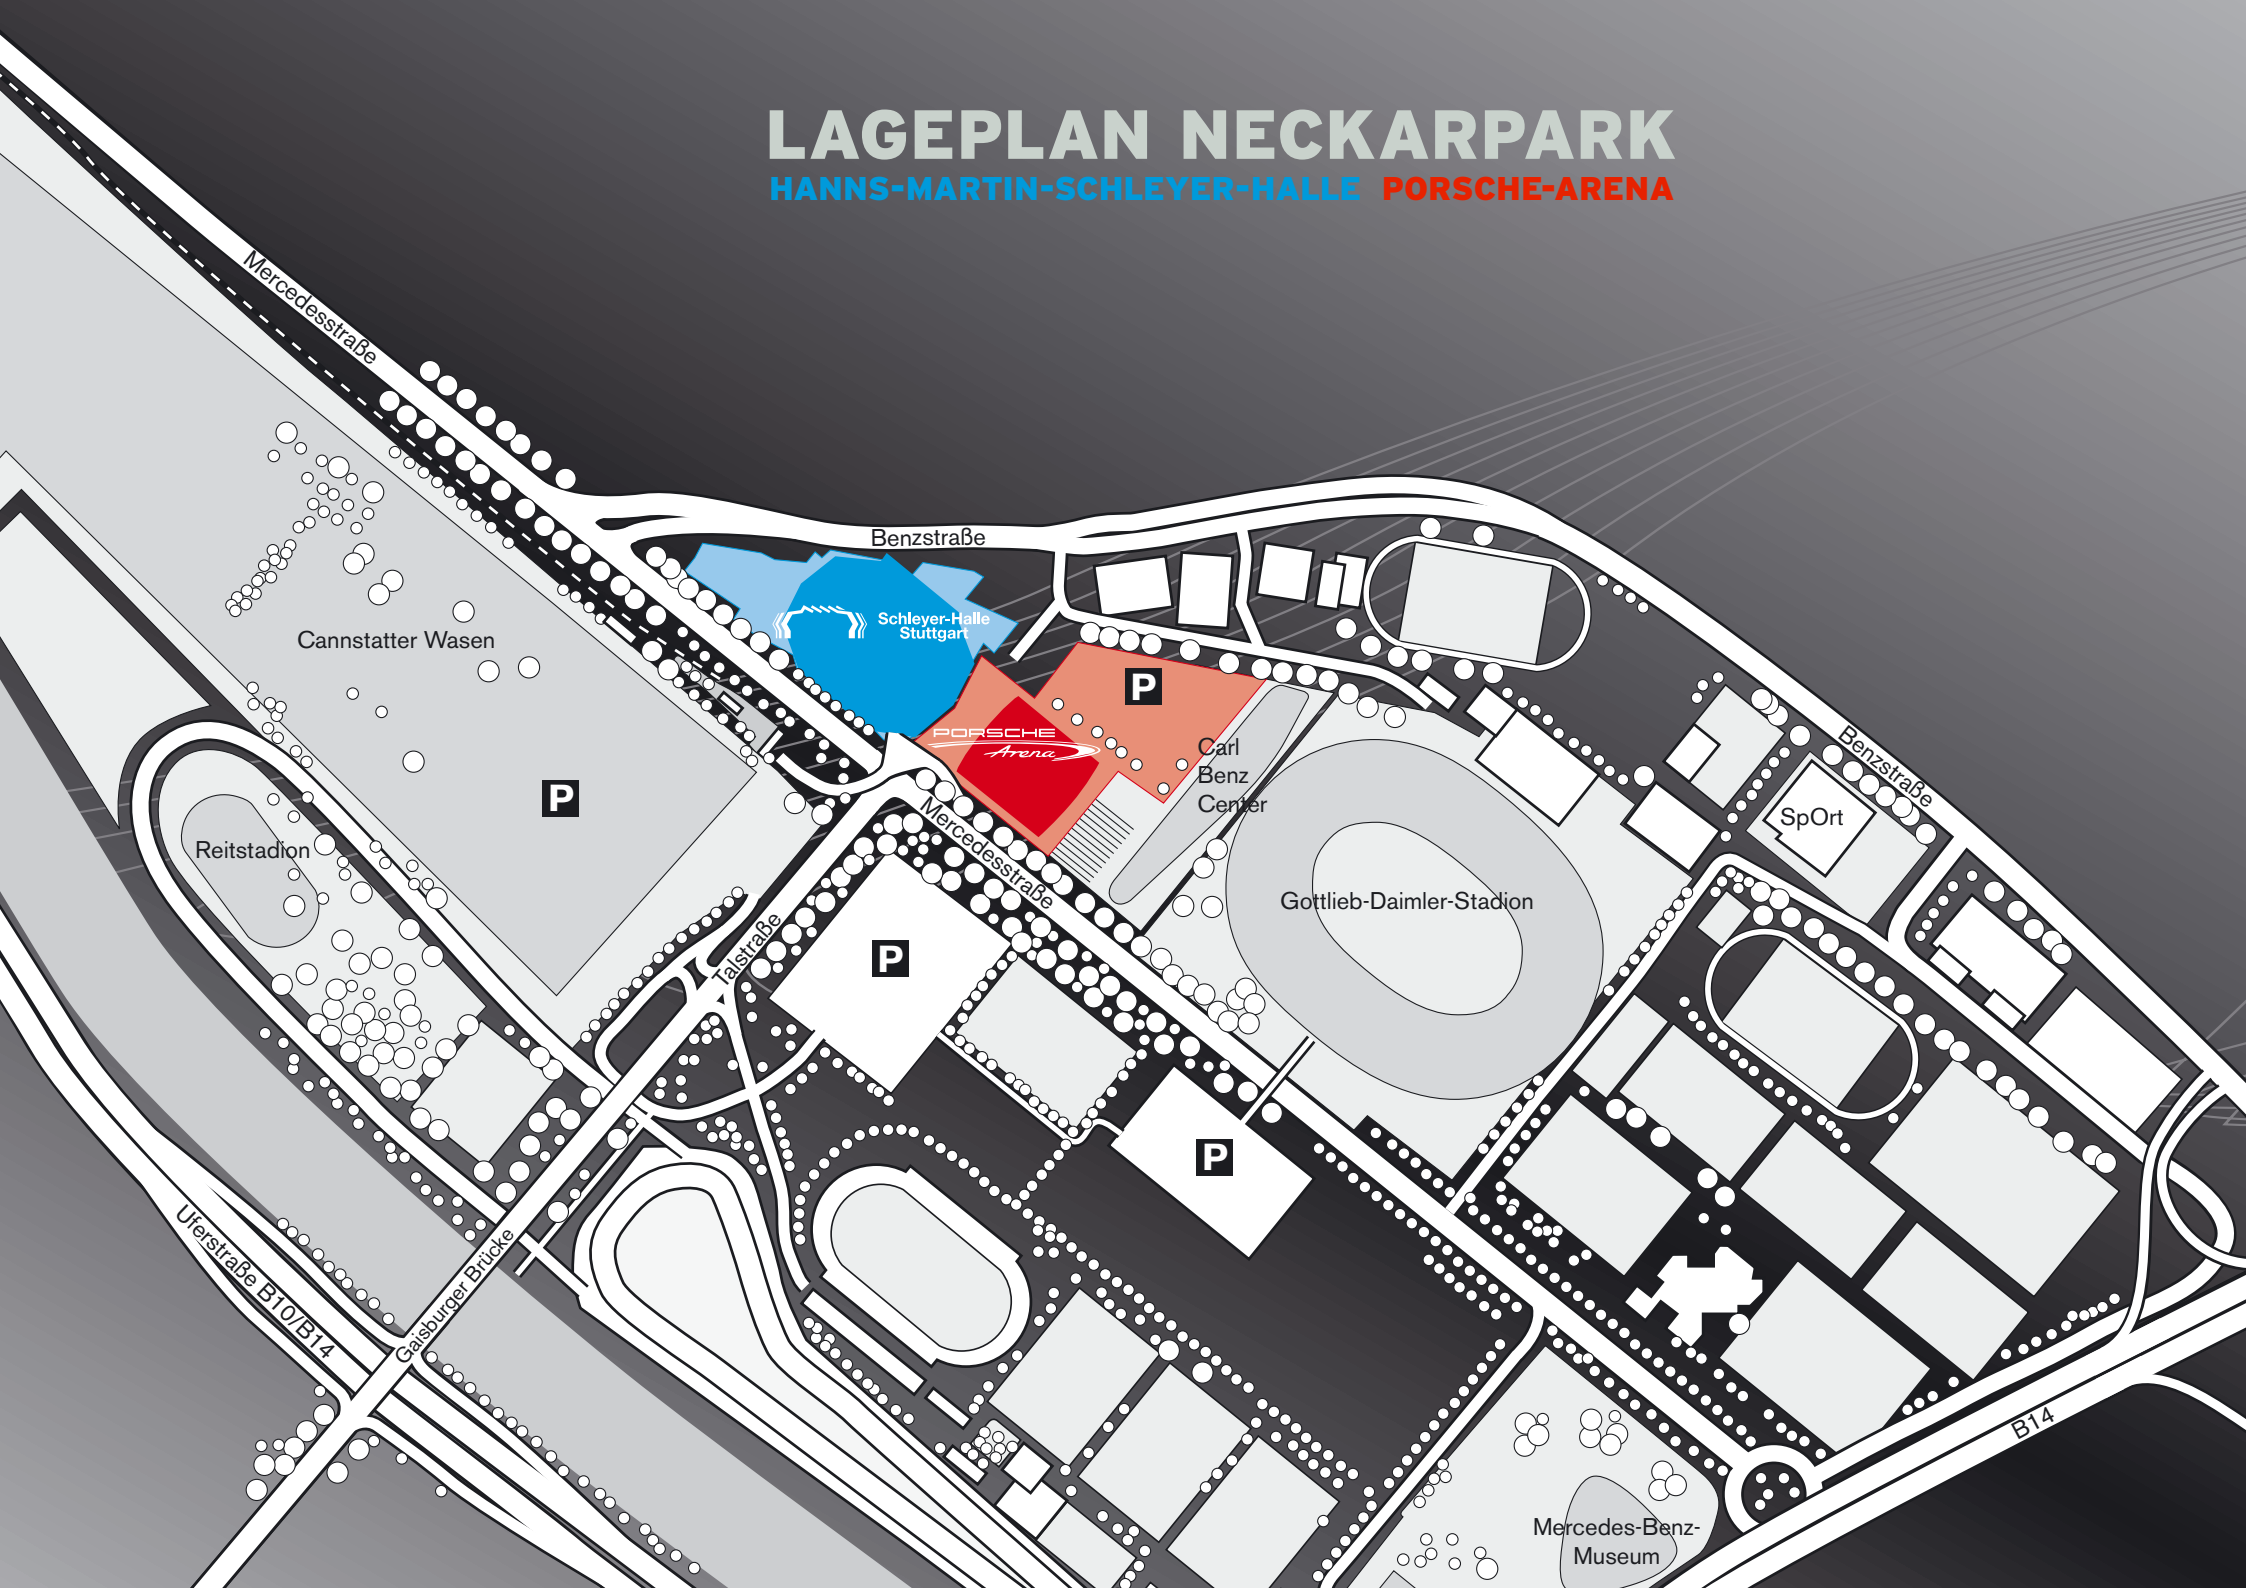 LAGEPLAN NECKARPARK
HANNS-MARTIN-SCHLEYER-HALLE PORSCHE-ARENA
Mercedesstraße
Benzstraße
Schleyer-Halle
Stuttgart
Cannstatter Wasen
P
P
PORSCHE
Arena
Carl
Benz
Center
Benzstraße
SpOrt
Mercedesstraße
Reitstadion
Gottlieb-Daimler-Stadion
Talstraße
P
P
Uferstraße B10/B14
Gaisburger Brücke
B14
Mercedes-Benz-
Museum